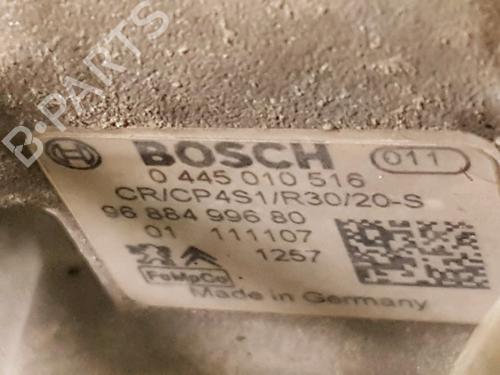 B-PARTS
BOSCH 011
0 445 010 516
CR/CP4S1/R30/20-S
96 884 996 80
01 111107
1257
FoMoCo
Made in Germany